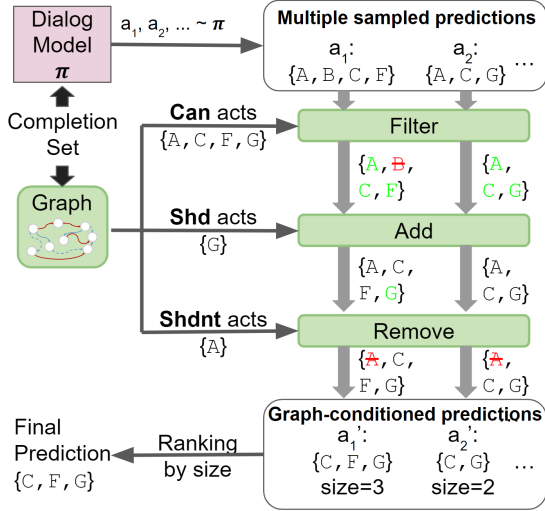 Dialog
Model
π
a1, a2, ... ~ π
Multiple sampled predictions
a1:
{A,B,C,F}
a2:
{A,C,G}
...
Completion
Set
Graph
Can acts
{A,C,F,G}
Filter
{A,B,
C,F}
{A,
C,G}
Shd acts
{G}
Add
{A,C,
F,G}
{A,
C,G}
Shdnt acts
{A}
Remove
{A,C,
F,G}
{A,
C,G}
Graph-conditioned predictions
a1':
{C,F,G}
size=3
a2':
{C,G}
size=2
...
Ranking
by size
Final
Prediction
{C,F,G}